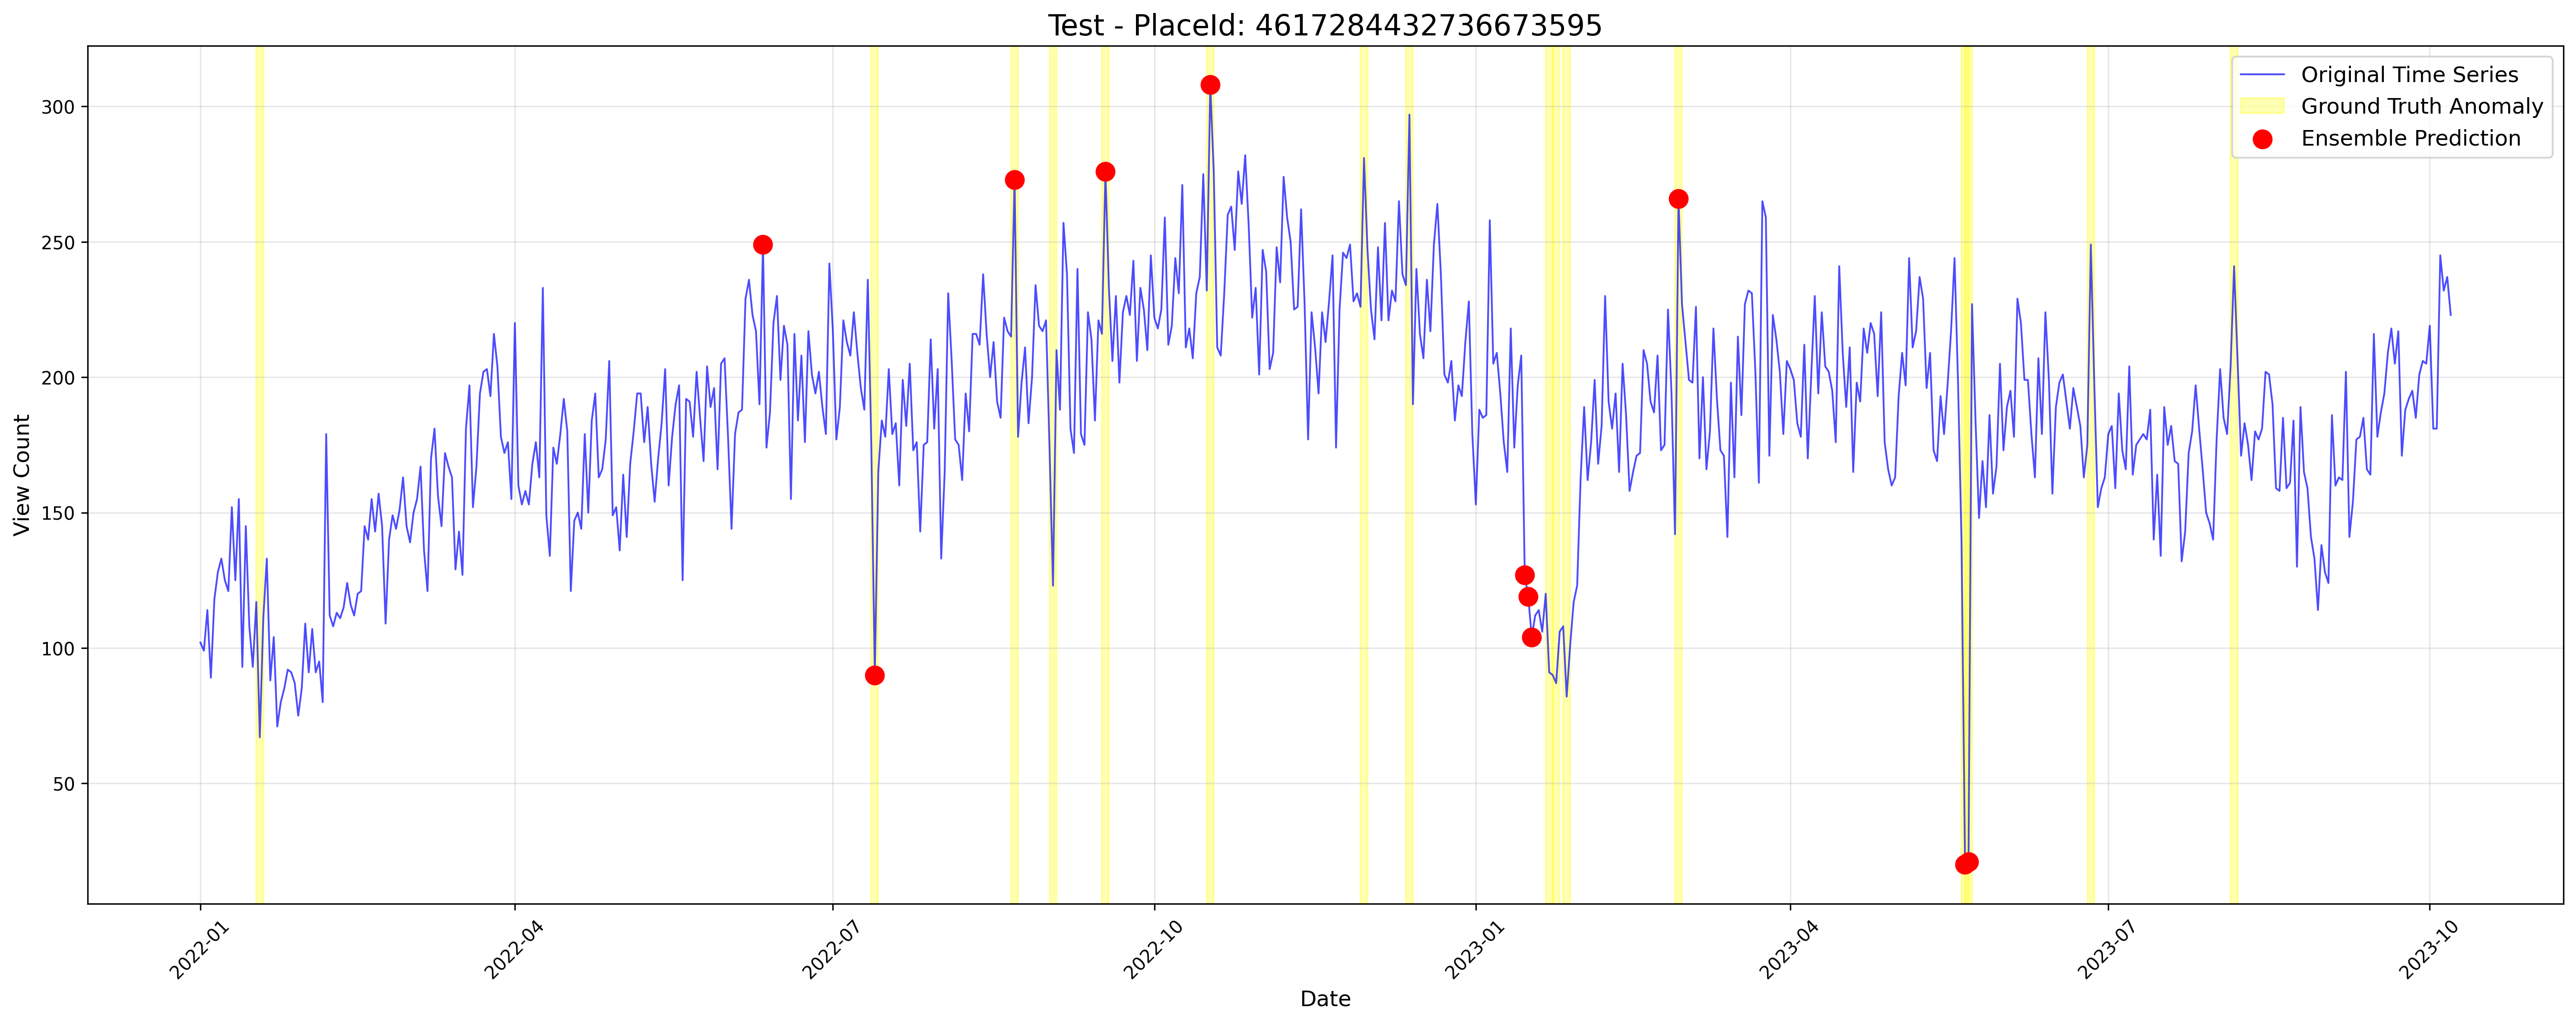 Test - PlaceId: 4617284432736673595
Original Time Series
Ground Truth Anomaly
Ensemble Prediction
View Count
300
250
200
150
100
50
2022-01
2022-04
2022-07
2022-10
2023-01
2023-04
2023-07
2023-10
Date